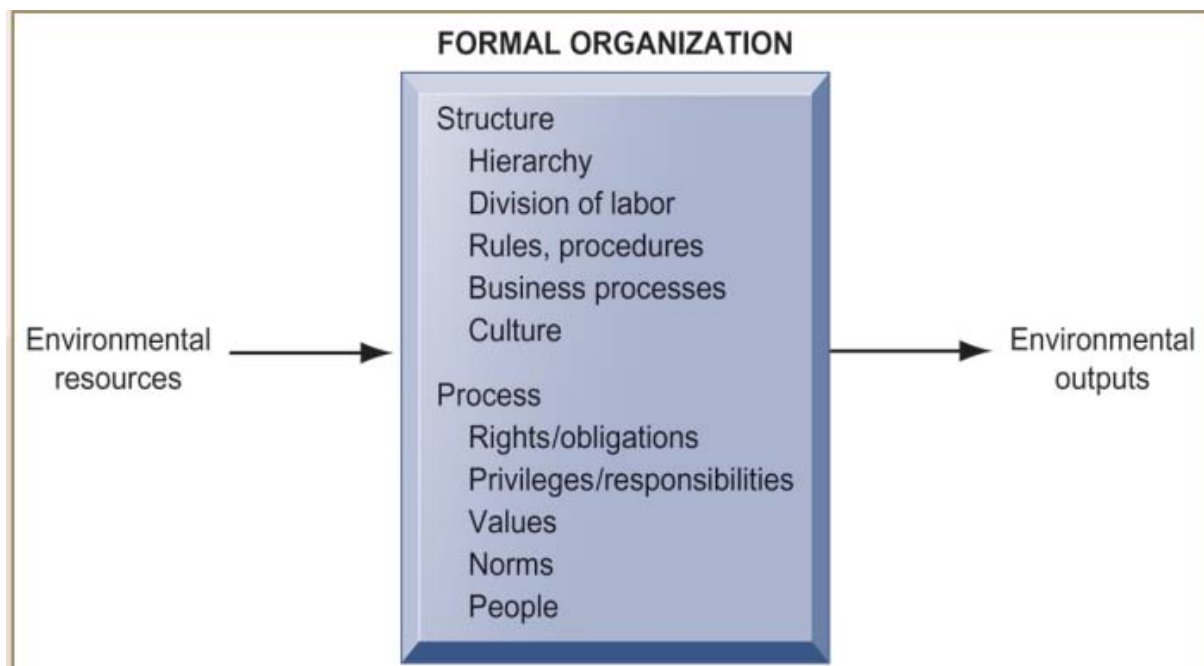 FORMAL ORGANIZATION
Structure
Hierarchy
Division of labor
Rules, procedures
Business processes
Culture
Environmental
resources
Environmental
outputs
Process
Rights/obligations
Privileges/responsibilities
Values
Norms
People